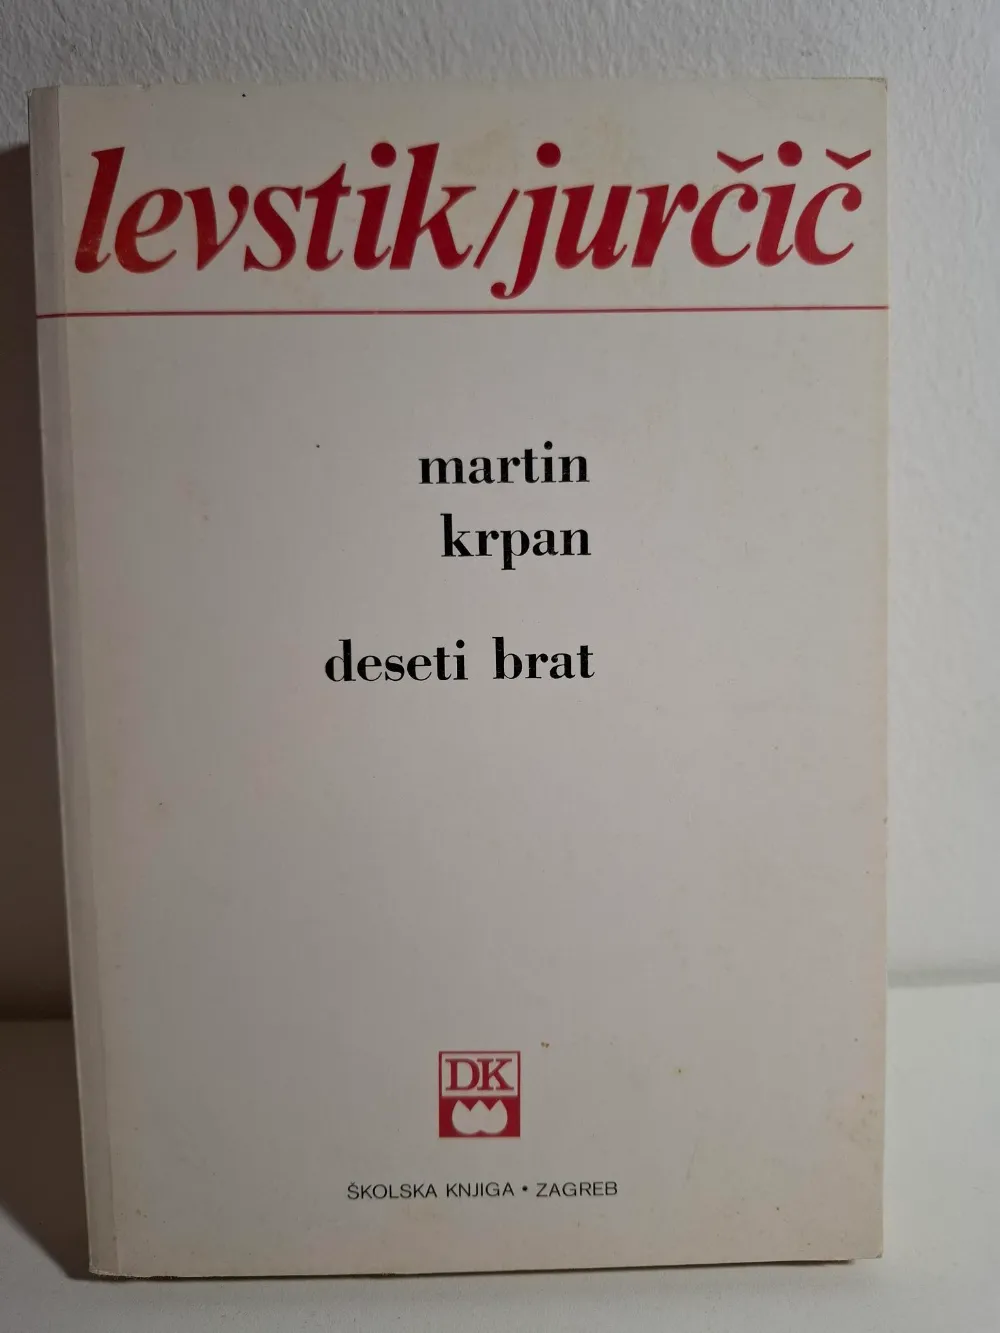 levstik/jurčič
martin
krpan
deseti brat
DK
ŠKOLSKA KNJIGA • ZAGREB